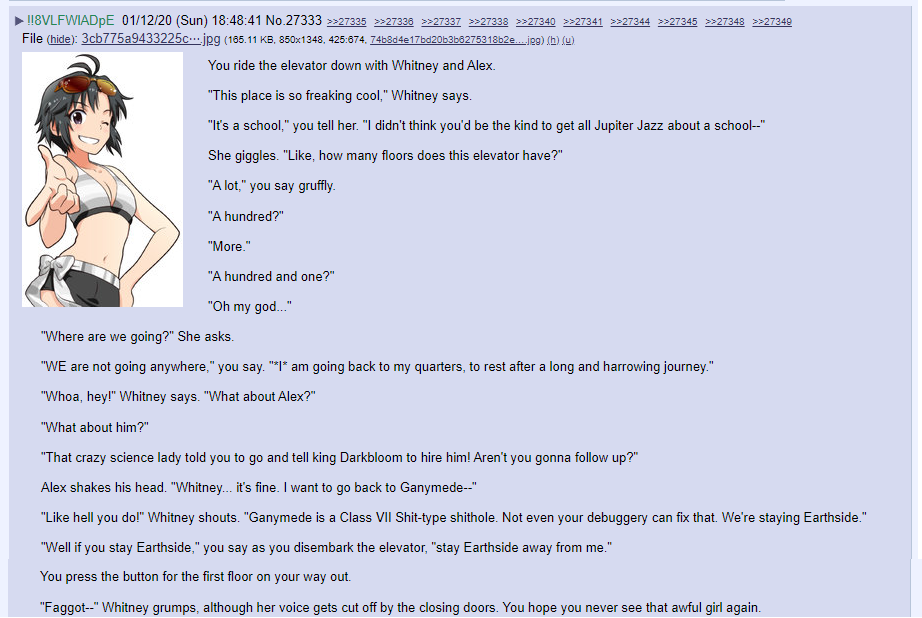 ▶ !!8VLFWIADpE 01/12/20 (Sun) 18:48:41 No.27333 >>27335 >>27336 >>27337 >>27338 >>27340 >>27341 >>27344 >>27345 >>27348 >>27349
File (hide): 3cb775a9433225c⋯.jpg (165.11 KB, 850x1348, 425:674, 74b8d4e17bd20b3b6275318b2e….jpg) (h) (u)
You ride the elevator down with Whitney and Alex.
"This place is so freaking cool," Whitney says.
"It's a school," you tell her. "I didn't think you'd be the kind to get all Jupiter Jazz about a school--"
She giggles. "Like, how many floors does this elevator have?"
"A lot," you say gruffly.
"A hundred?"
"More."
"A hundred and one?"
"Oh my god..."
"Where are we going?" She asks.
"WE are not going anywhere," you say. "*I* am going back to my quarters, to rest after a long and harrowing journey."
"Whoa, hey!" Whitney says. "What about Alex?"
"What about him?"
"That crazy science lady told you to go and tell king Darkbloom to hire him! Aren't you gonna follow up?"
Alex shakes his head. "Whitney... it's fine. I want to go back to Ganymede--"
"Like hell you do!" Whitney shouts. "Ganymede is a Class VII Shit-type shithole. Not even your debuggery can fix that. We're staying Earthside."
"Well if you stay Earthside," you say as you disembark the elevator, "stay Earthside away from me."
You press the button for the first floor on your way out.
"Faggot--" Whitney grumps, although her voice gets cut off by the closing doors. You hope you never see that awful girl again.